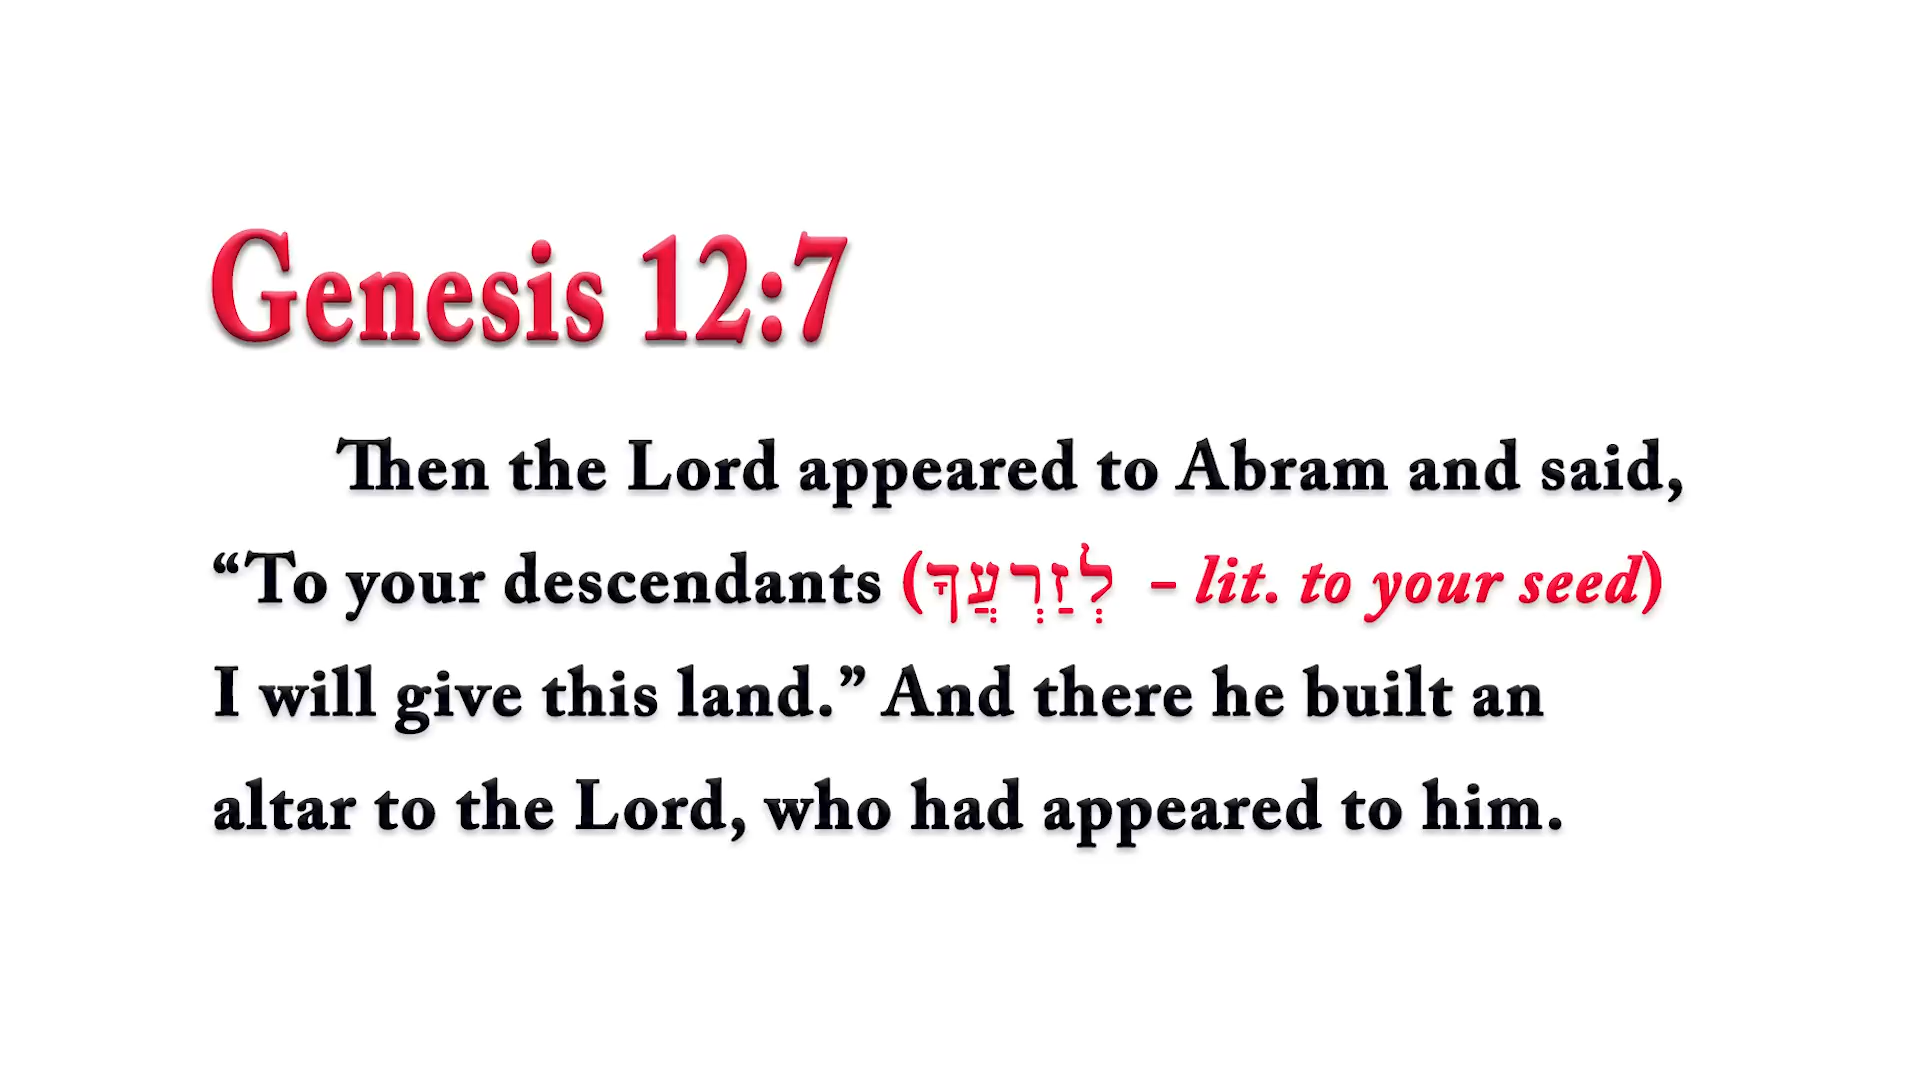 Genesis 12:7
Then the Lord appeared to Abram and said,
“To your descendants (לְזַרְעֲךָ – lit. to your seed)
I will give this land.” And there he built an
altar to the Lord, who had appeared to him.